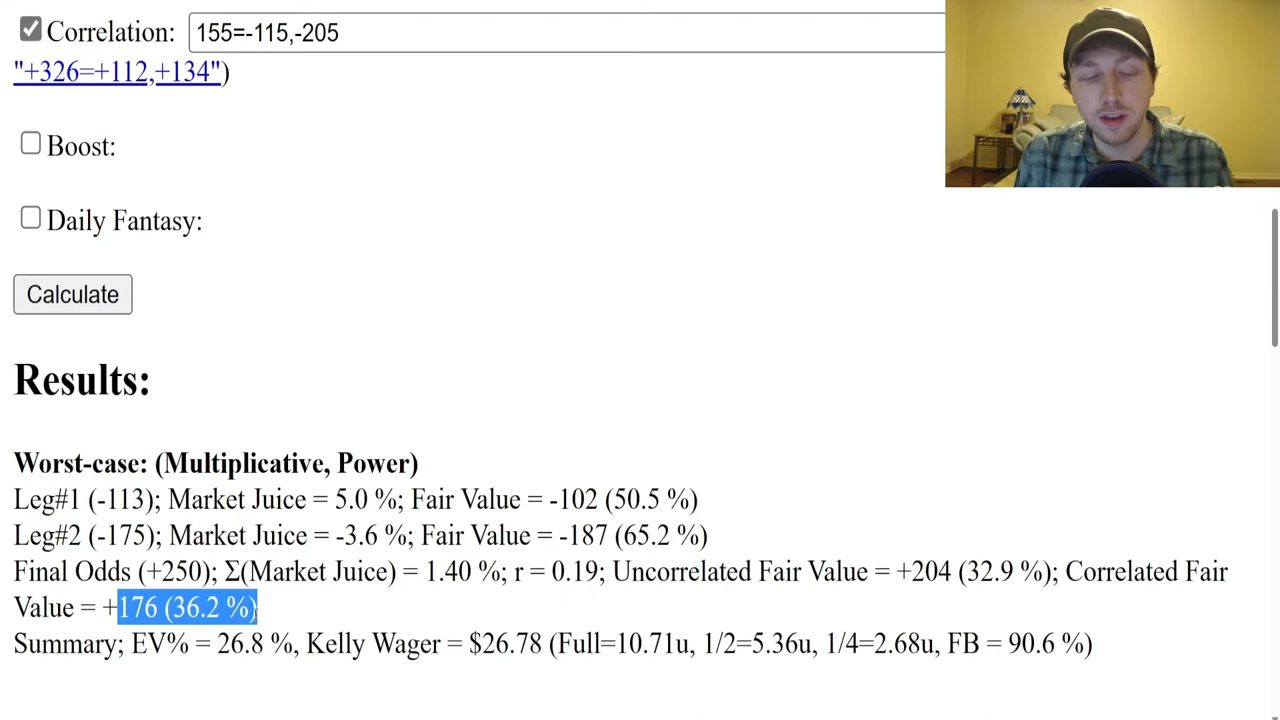 Correlation: 155=-115,-205
"+326=+112,+134")
Boost:
Daily Fantasy:
Calculate
Results:
Worst-case: (Multiplicative, Power)
Leg#1 (-113); Market Juice = 5.0 %; Fair Value = -102 (50.5 %)
Leg#2 (-175); Market Juice = -3.6 %; Fair Value = -187 (65.2 %)
Final Odds (+250); Σ(Market Juice) = 1.40 %; r = 0.19; Uncorrelated Fair Value = +204 (32.9 %); Correlated Fair
Value = +176 (36.2 %)
Summary; EV% = 26.8 %, Kelly Wager = $26.78 (Full=10.71u, 1/2=5.36u, 1/4=2.68u, FB = 90.6 %)